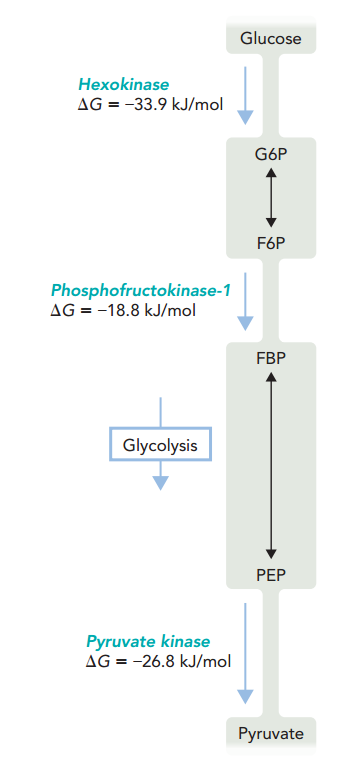 Glucose
Hexokinase
ΔG = −33.9 kJ/mol
G6P
F6P
Phosphofructokinase-1
ΔG = −18.8 kJ/mol
FBP
Glycolysis
PEP
Pyruvate kinase
ΔG = −26.8 kJ/mol
Pyruvate